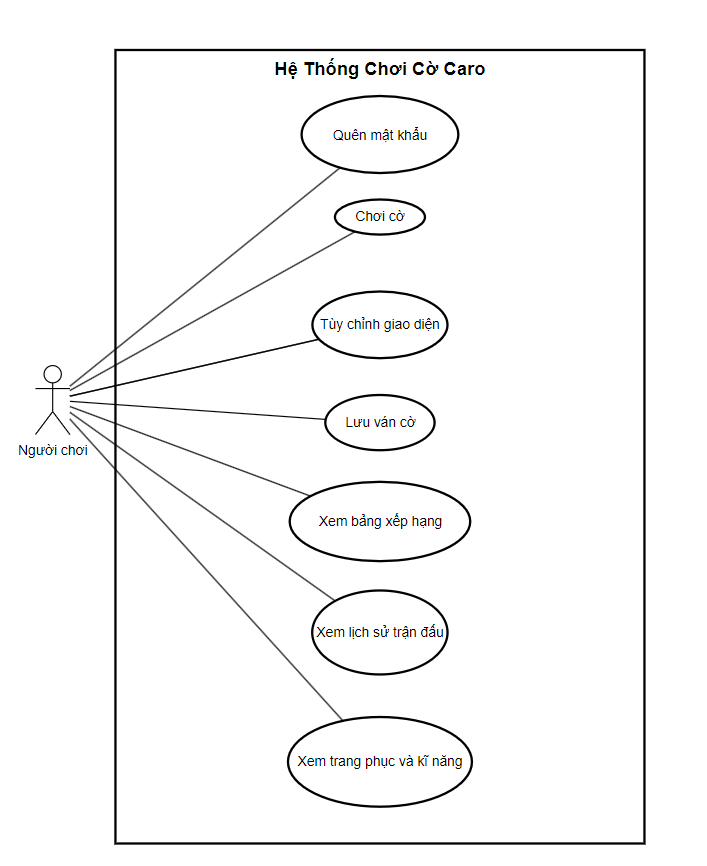 Hệ Thống Chơi Cờ Caro
Quên mật khẩu
Chơi cờ
Tùy chỉnh giao diện
Lưu ván cờ
Người chơi
Xem bảng xếp hạng
Xem lịch sử trận đấu
Xem trang phục và kĩ năng